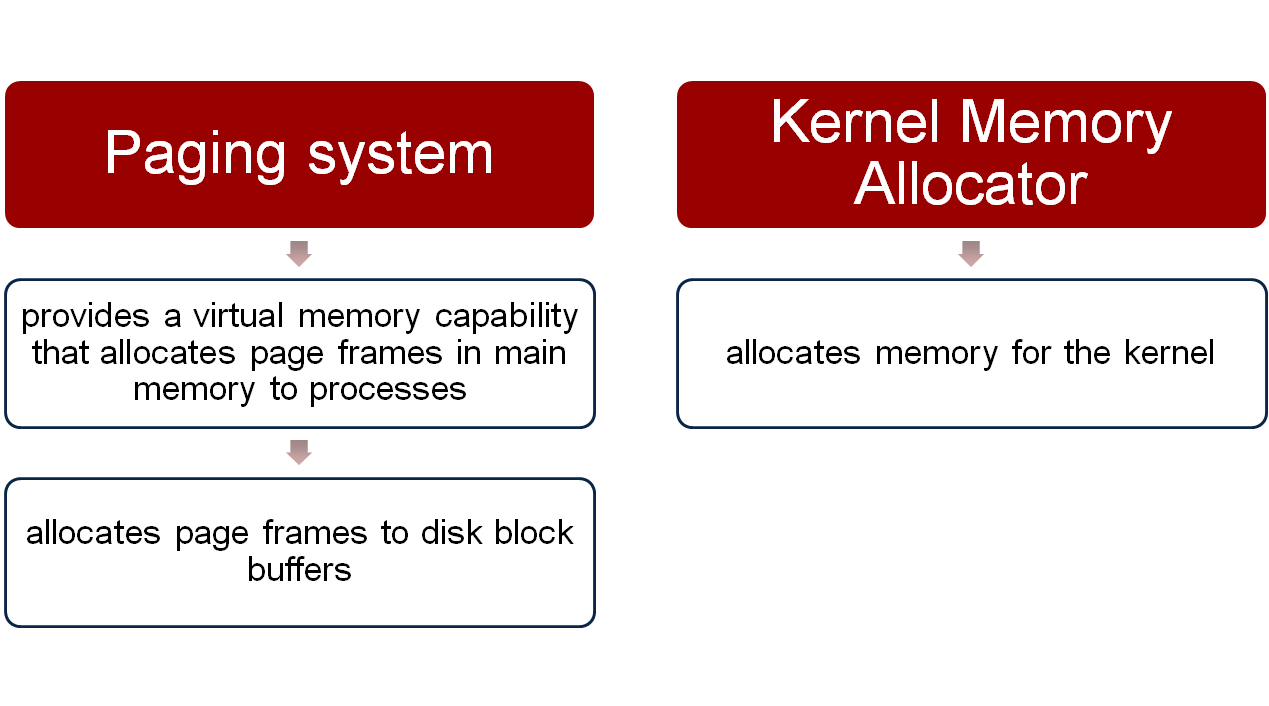 Paging system
provides a virtual memory capability
that allocates page frames in main
memory to processes
allocates page frames to disk block
buffers
Kernel Memory
Allocator
allocates memory for the kernel